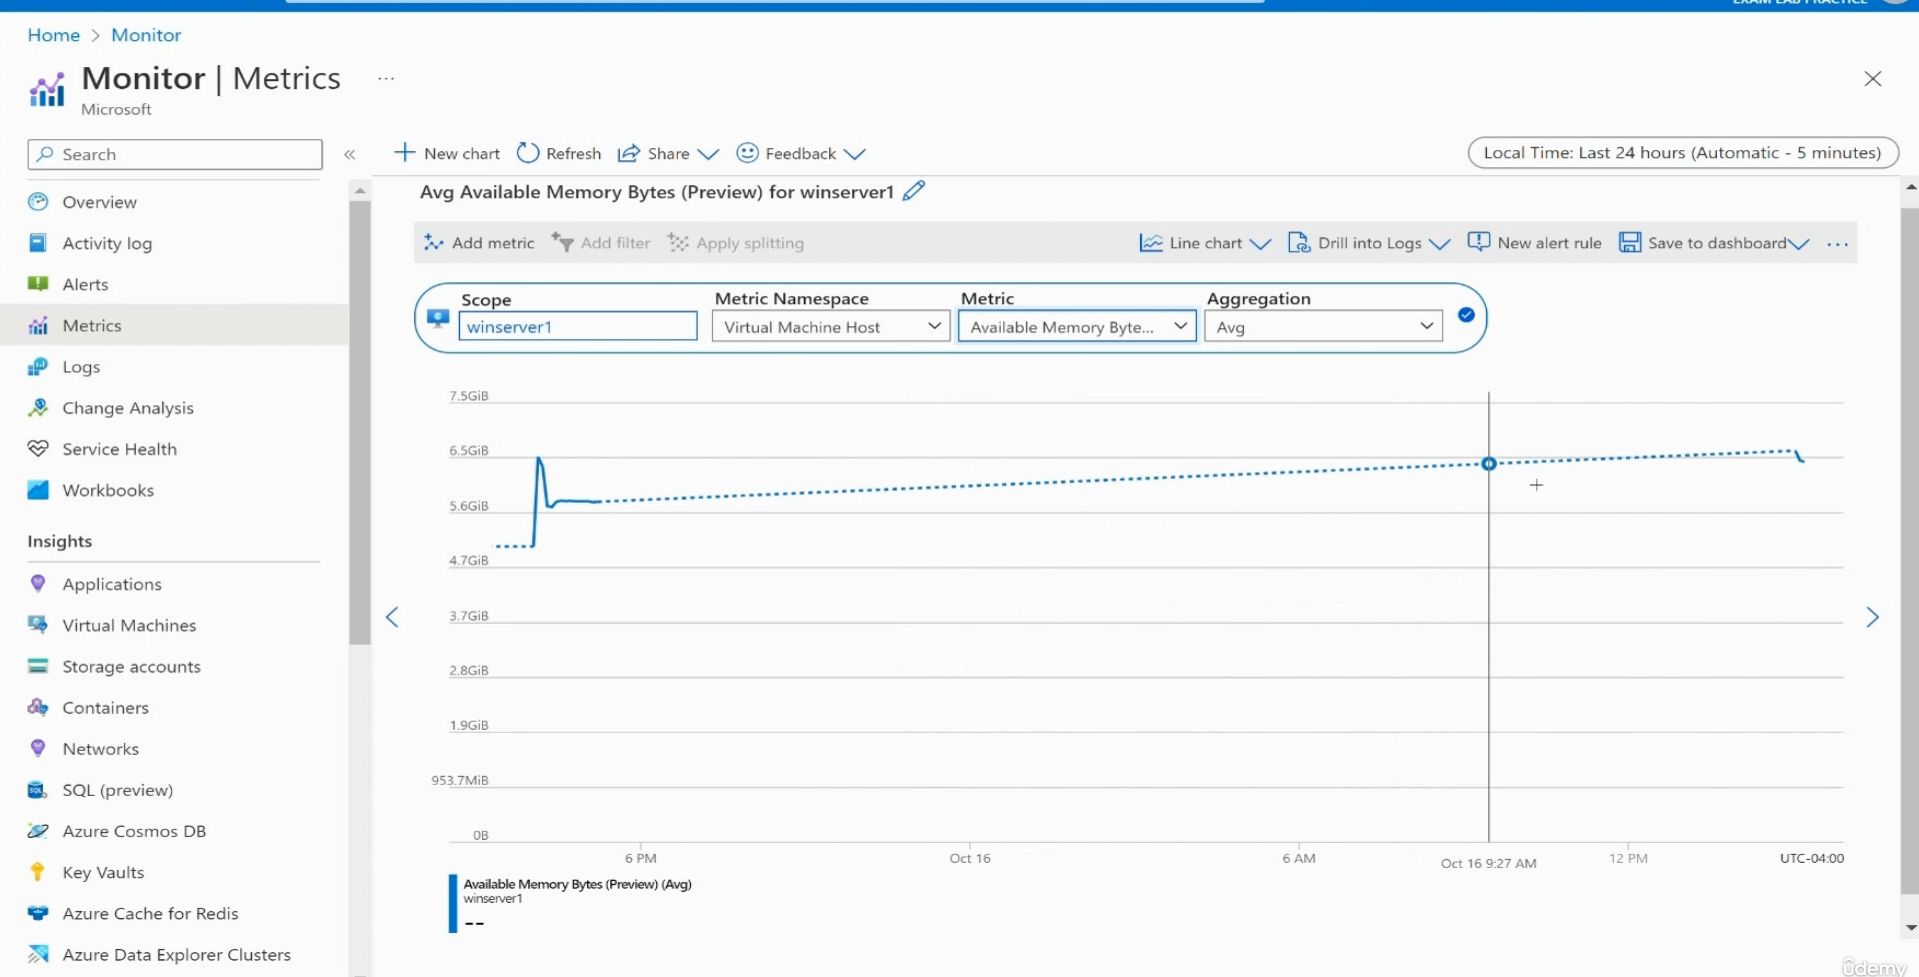 EXAM LAB PRACTICE
Home > Monitor
Monitor | Metrics ...
Microsoft
Search
«
New chart Refresh Share Feedback
Local Time: Last 24 hours (Automatic - 5 minutes)
Overview
Activity log
Alerts
Metrics
Logs
Change Analysis
Service Health
Workbooks
Insights
Applications
Virtual Machines
Storage accounts
Containers
Networks
SQL (preview)
Azure Cosmos DB
Key Vaults
Azure Cache for Redis
Azure Data Explorer Clusters
Avg Available Memory Bytes (Preview) for winserver1
Add metric Add filter Apply splitting Line chart Drill into Logs New alert rule Save to dashboard ...
Scope Metric Namespace Metric Aggregation
winserver1 Virtual Machine Host Available Memory Byte... Avg
7.5GiB
6.5GiB
5.6GiB
4.7GiB
3.7GiB
2.8GiB
1.9GiB
953.7MiB
0B
6 PM Oct 16 6 AM Oct 16 9:27 AM 12 PM UTC-04:00
Available Memory Bytes (Preview) (Avg)
winserver1
--
ûdemy